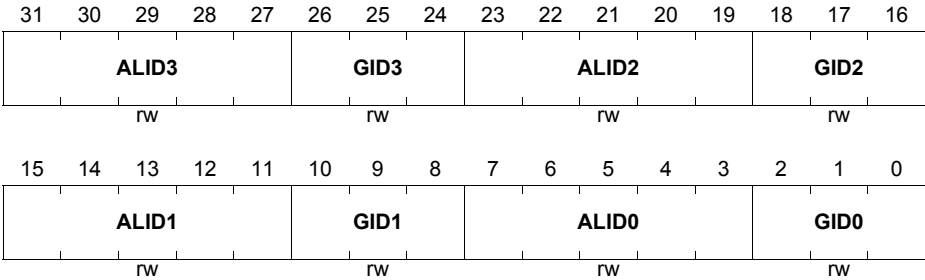 31 30 29 28 27 26 25 24 23 22 21 20 19 18 17 16
ALID3 GID3 ALID2 GID2
rw rw rw rw
15 14 13 12 11 10 9 8 7 6 5 4 3 2 1 0
ALID1 GID1 ALID0 GID0
rw rw rw rw